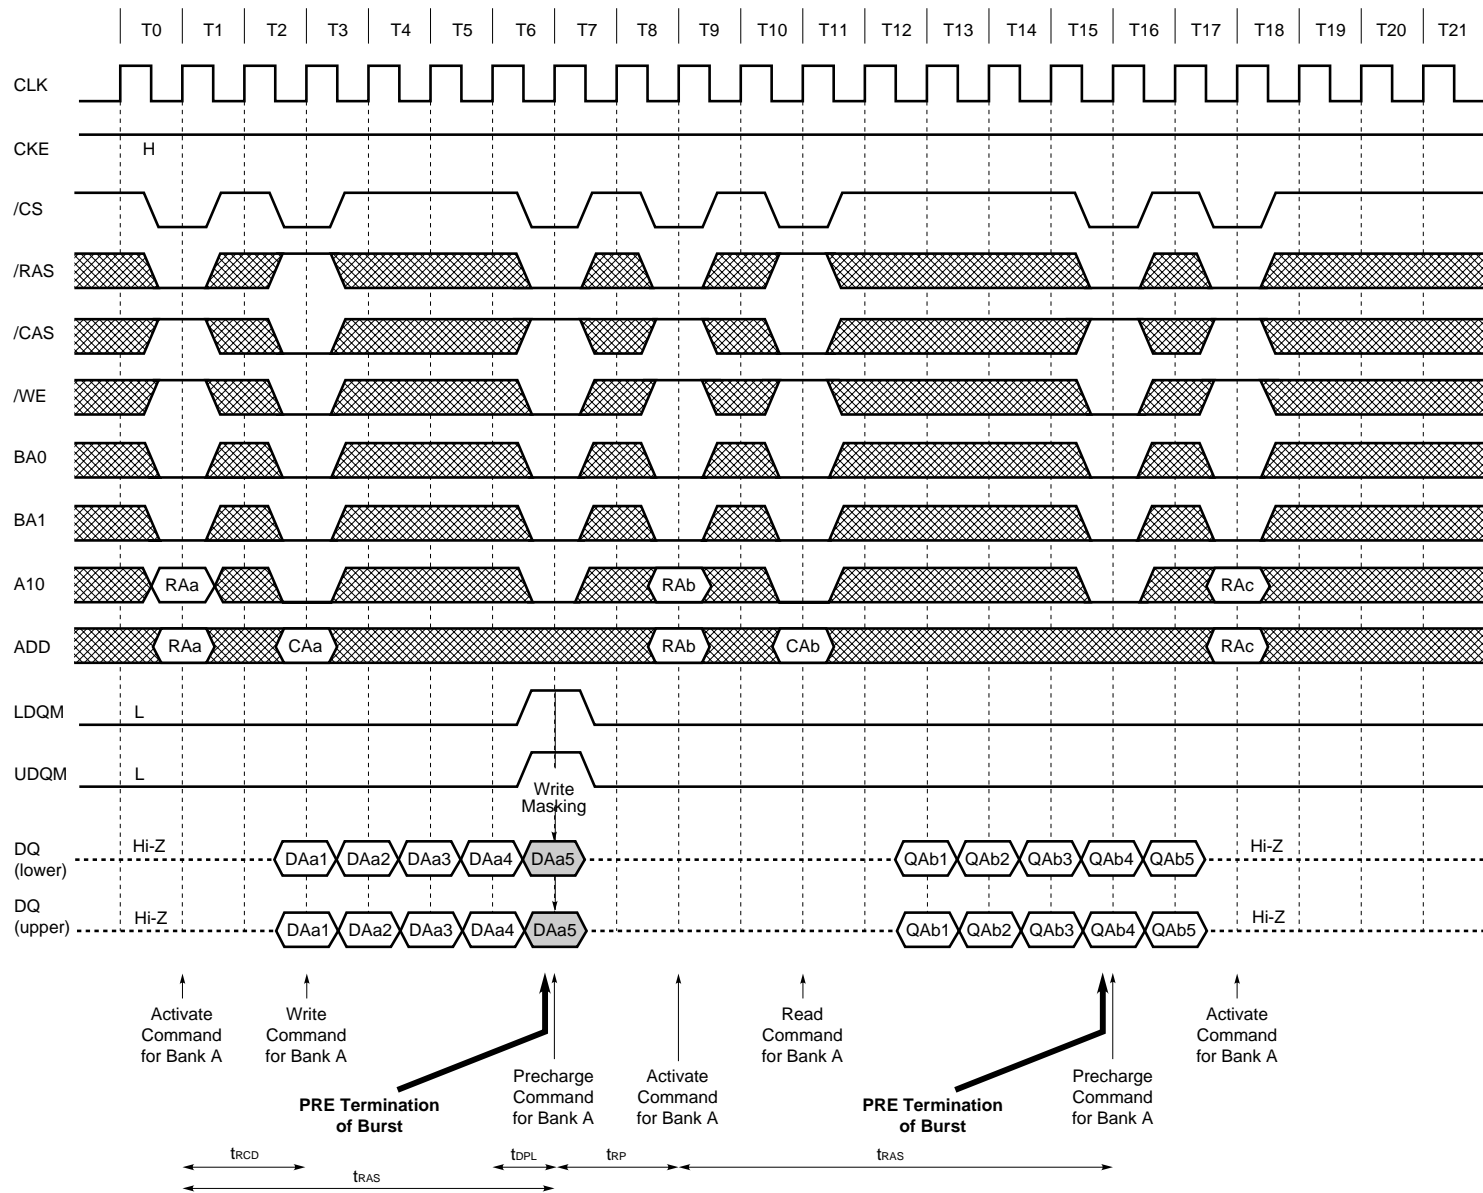 T0 T1 T2 T3 T4 T5 T6 T7 T8 T9 T10 T11 T12 T13 T14 T15 T16 T17 T18 T19 T20 T21
CLK
CKE H
/CS
/RAS
/CAS
/WE
BA0
BA1
A10 RAa RAb RAc
ADD RAa CAa RAb CAb RAc
LDQM L
UDQM L
Write
Masking
DQ
(lower)
Hi-Z DAa1 DAa2 DAa3 DAa4 DAa5 QAb1 QAb2 QAb3 QAb4 QAb5 Hi-Z
DQ
(upper)
Hi-Z DAa1 DAa2 DAa3 DAa4 DAa5 QAb1 QAb2 QAb3 QAb4 QAb5 Hi-Z
Activate
Command
for Bank A
Write
Command
for Bank A
PRE Termination
of Burst
Precharge
Command
for Bank A
Activate
Command
for Bank A
Read
Command
for Bank A
PRE Termination
of Burst
Precharge
Command
for Bank A
Activate
Command
for Bank A
tRCD tDPL tRP tRAS
tRAS